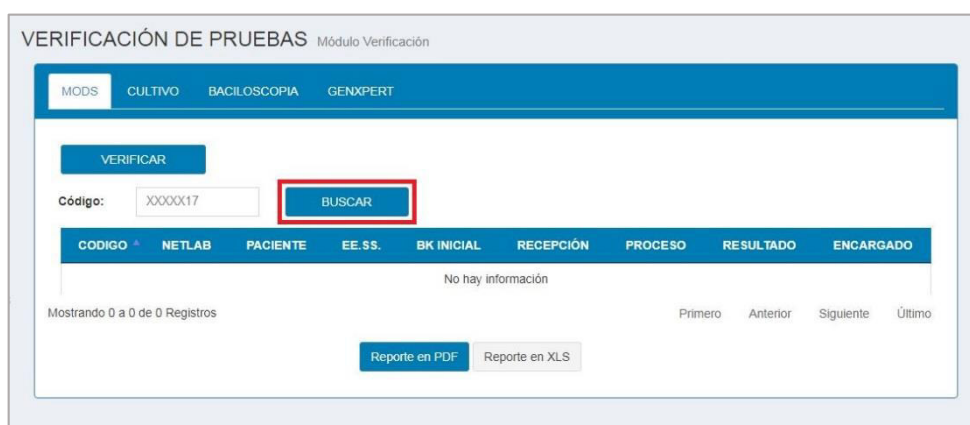 VERIFICACIÓN DE PRUEBAS Módulo Verificación
MODS CULTIVO BACILOSCOPIA GENXPERT
VERIFICAR
Código: XXXXX17 BUSCAR
CODIGO NETLAB PACIENTE EE.SS. BK INICIAL RECEPCIÓN PROCESO RESULTADO ENCARGADO
No hay información
Mostrando 0 a 0 de 0 Registros Primero Anterior Siguiente Último
Reporte en PDF Reporte en XLS